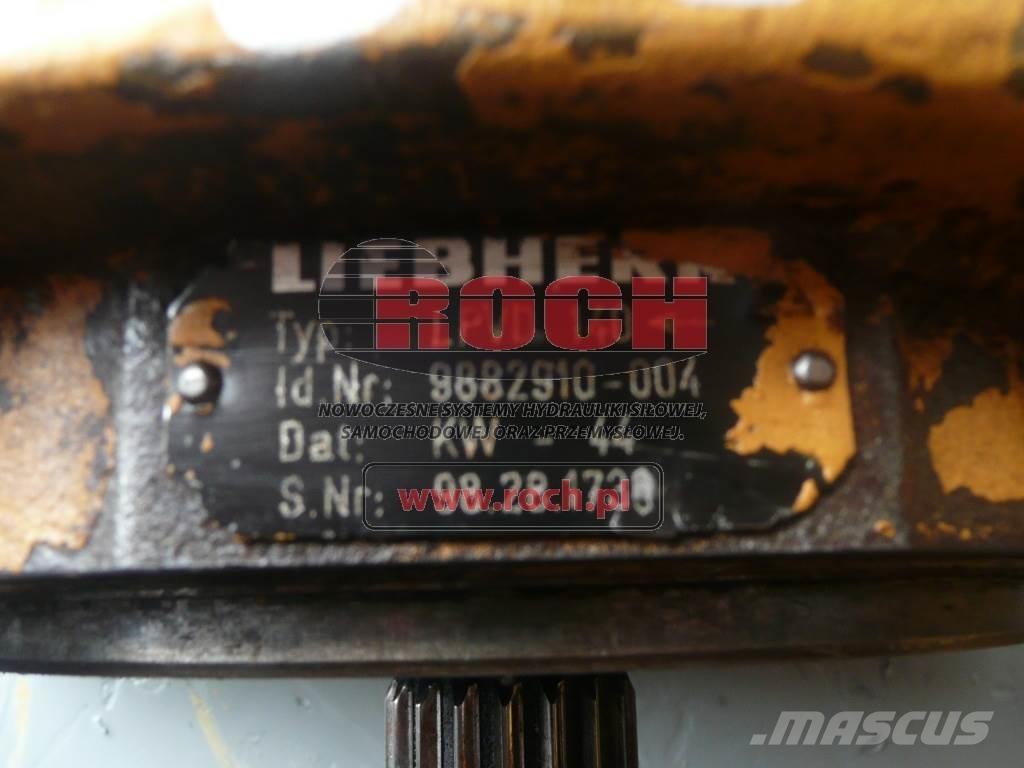 LIEBHERR
ROCH
Typ:
Id Nr: 9882910-004
NOWOCZESNE SYSTEMY HYDRAULIKI SIŁOWEJ,
SAMOCHODOWEJ ORAZ PRZEMYSŁOWEJ.
Dat: KW - 44
S.Nr:
www.roch.pl
MASCUS